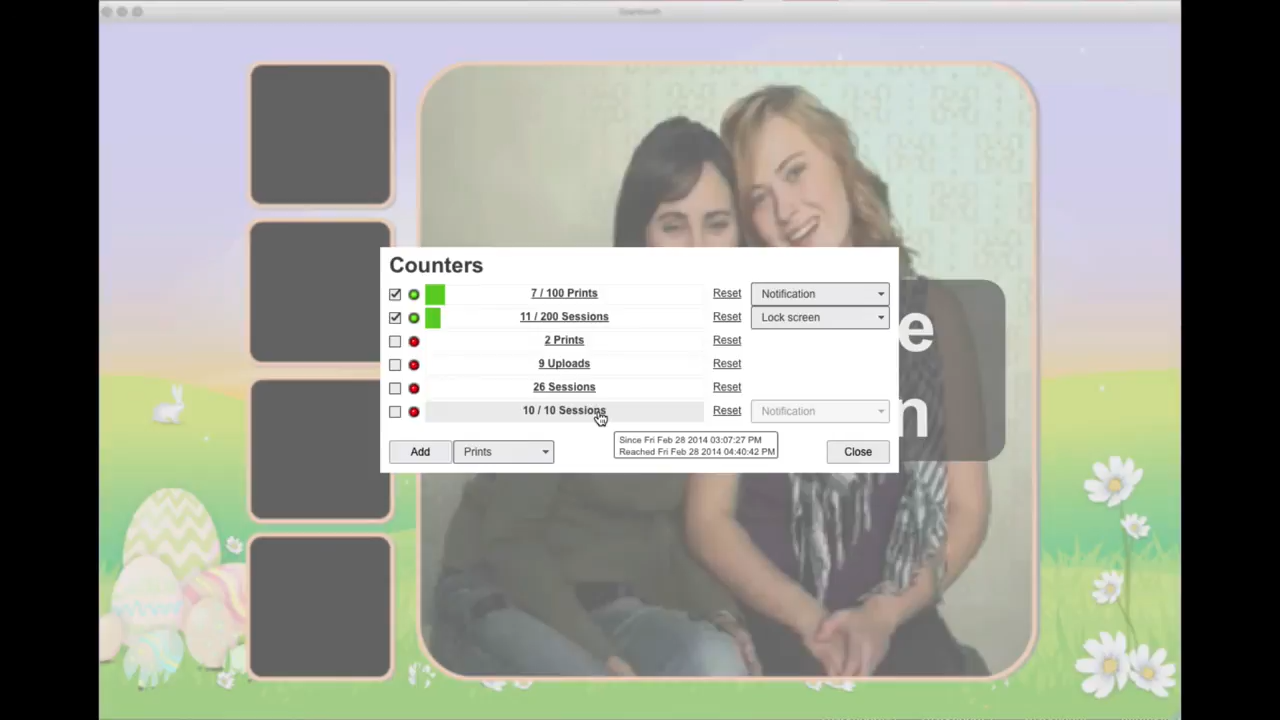 Counters
7 / 100 Prints Reset Notification
11 / 200 Sessions Reset Lock screen
2 Prints Reset
9 Uploads Reset
26 Sessions Reset
10 / 10 Sessions Reset Notification
Since Fri Feb 28 2014 03:07:27 PM
Reached Fri Feb 28 2014 04:40:42 PM
Add Prints Close
e
n